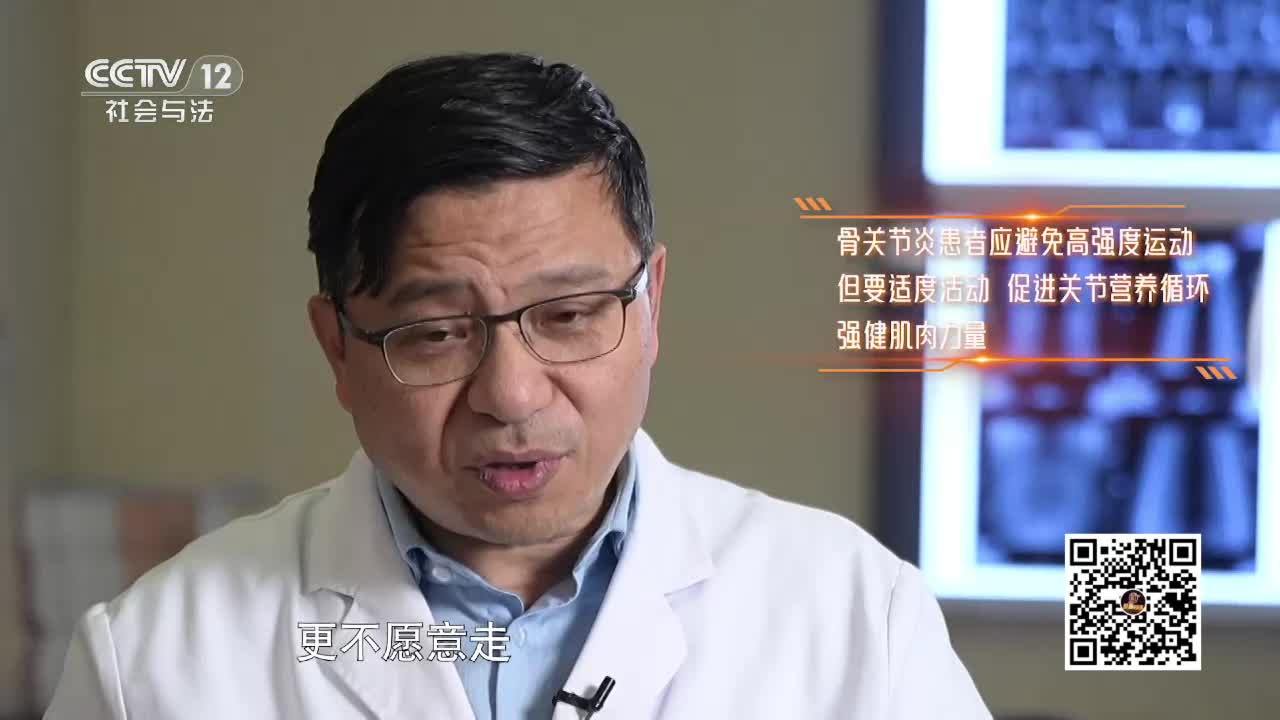 CCTV 12
社会与法
骨关节炎患者应避免高强度运动
但要适度活动 促进关节营养循环
强健肌肉力量
更不愿意走